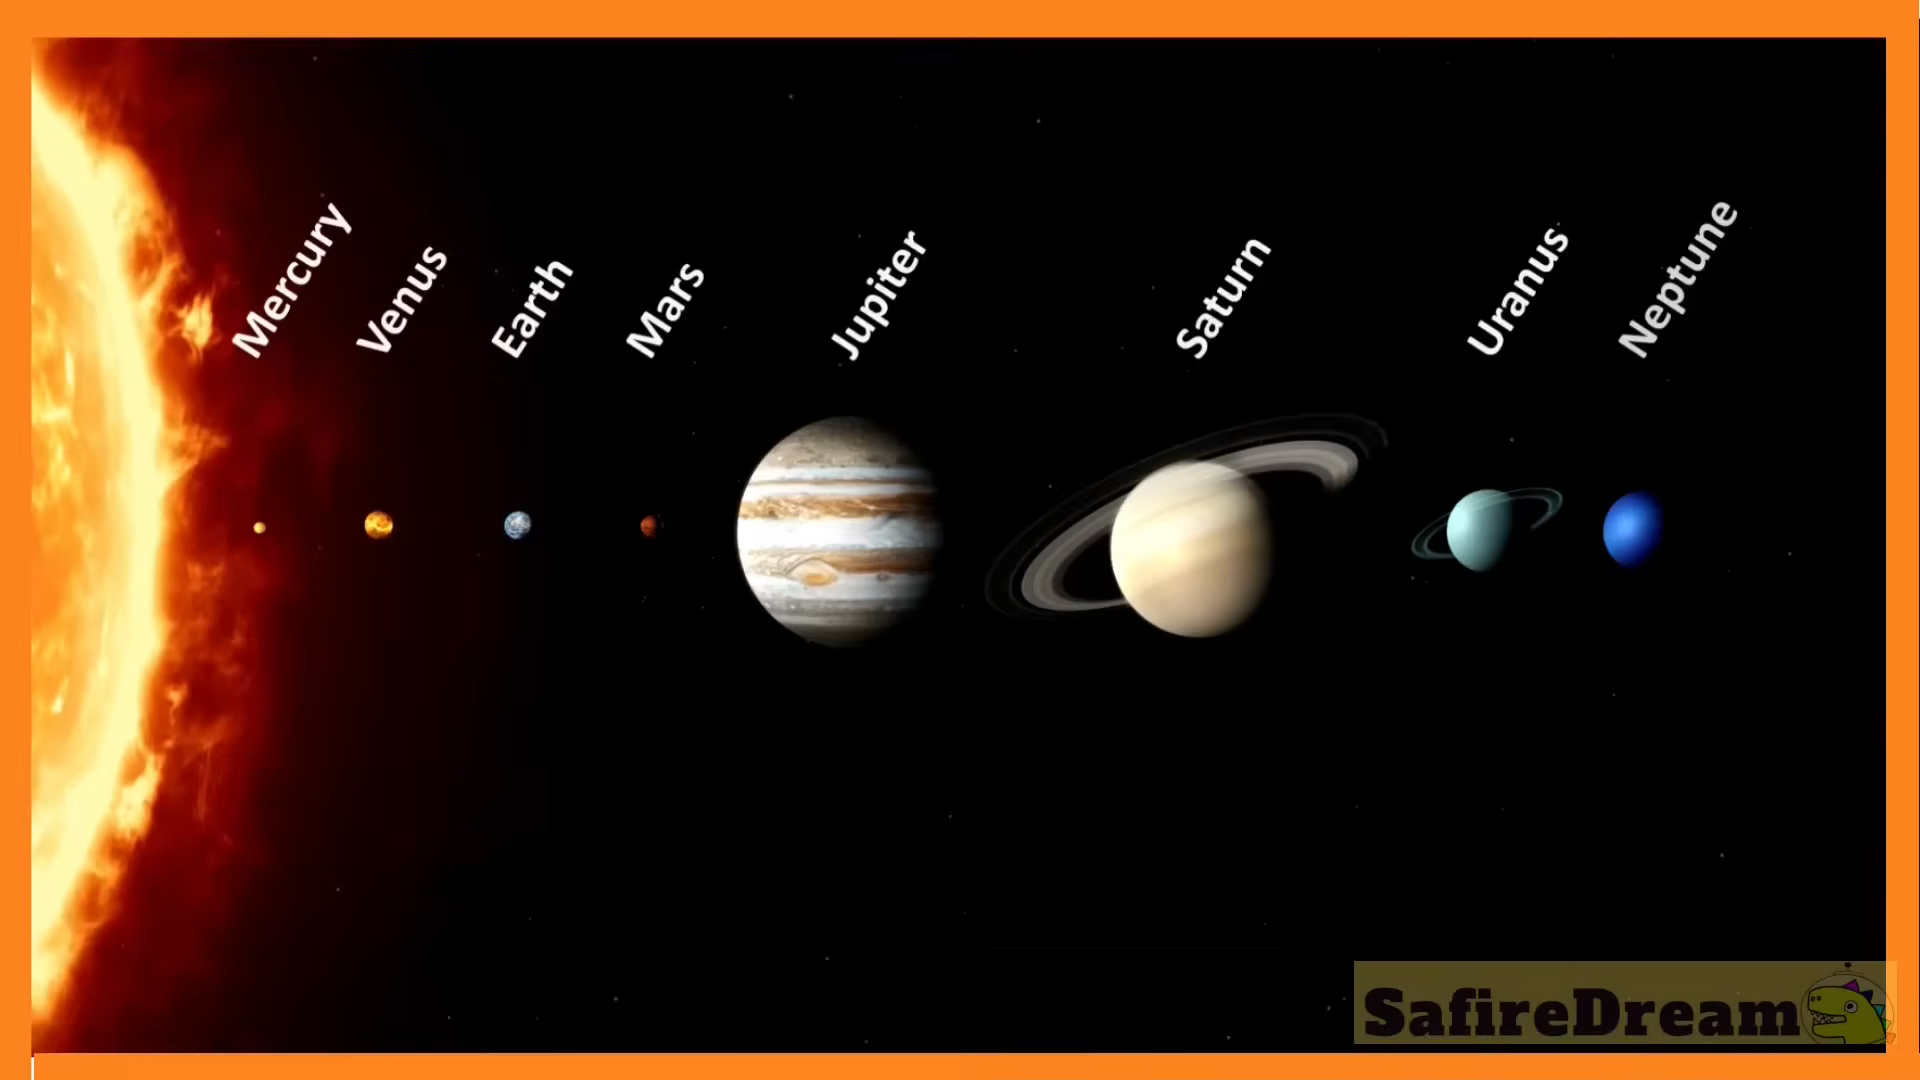 Mercury
Venus
Earth
Mars
Jupiter
Saturn
Uranus
Neptune
SafireDream